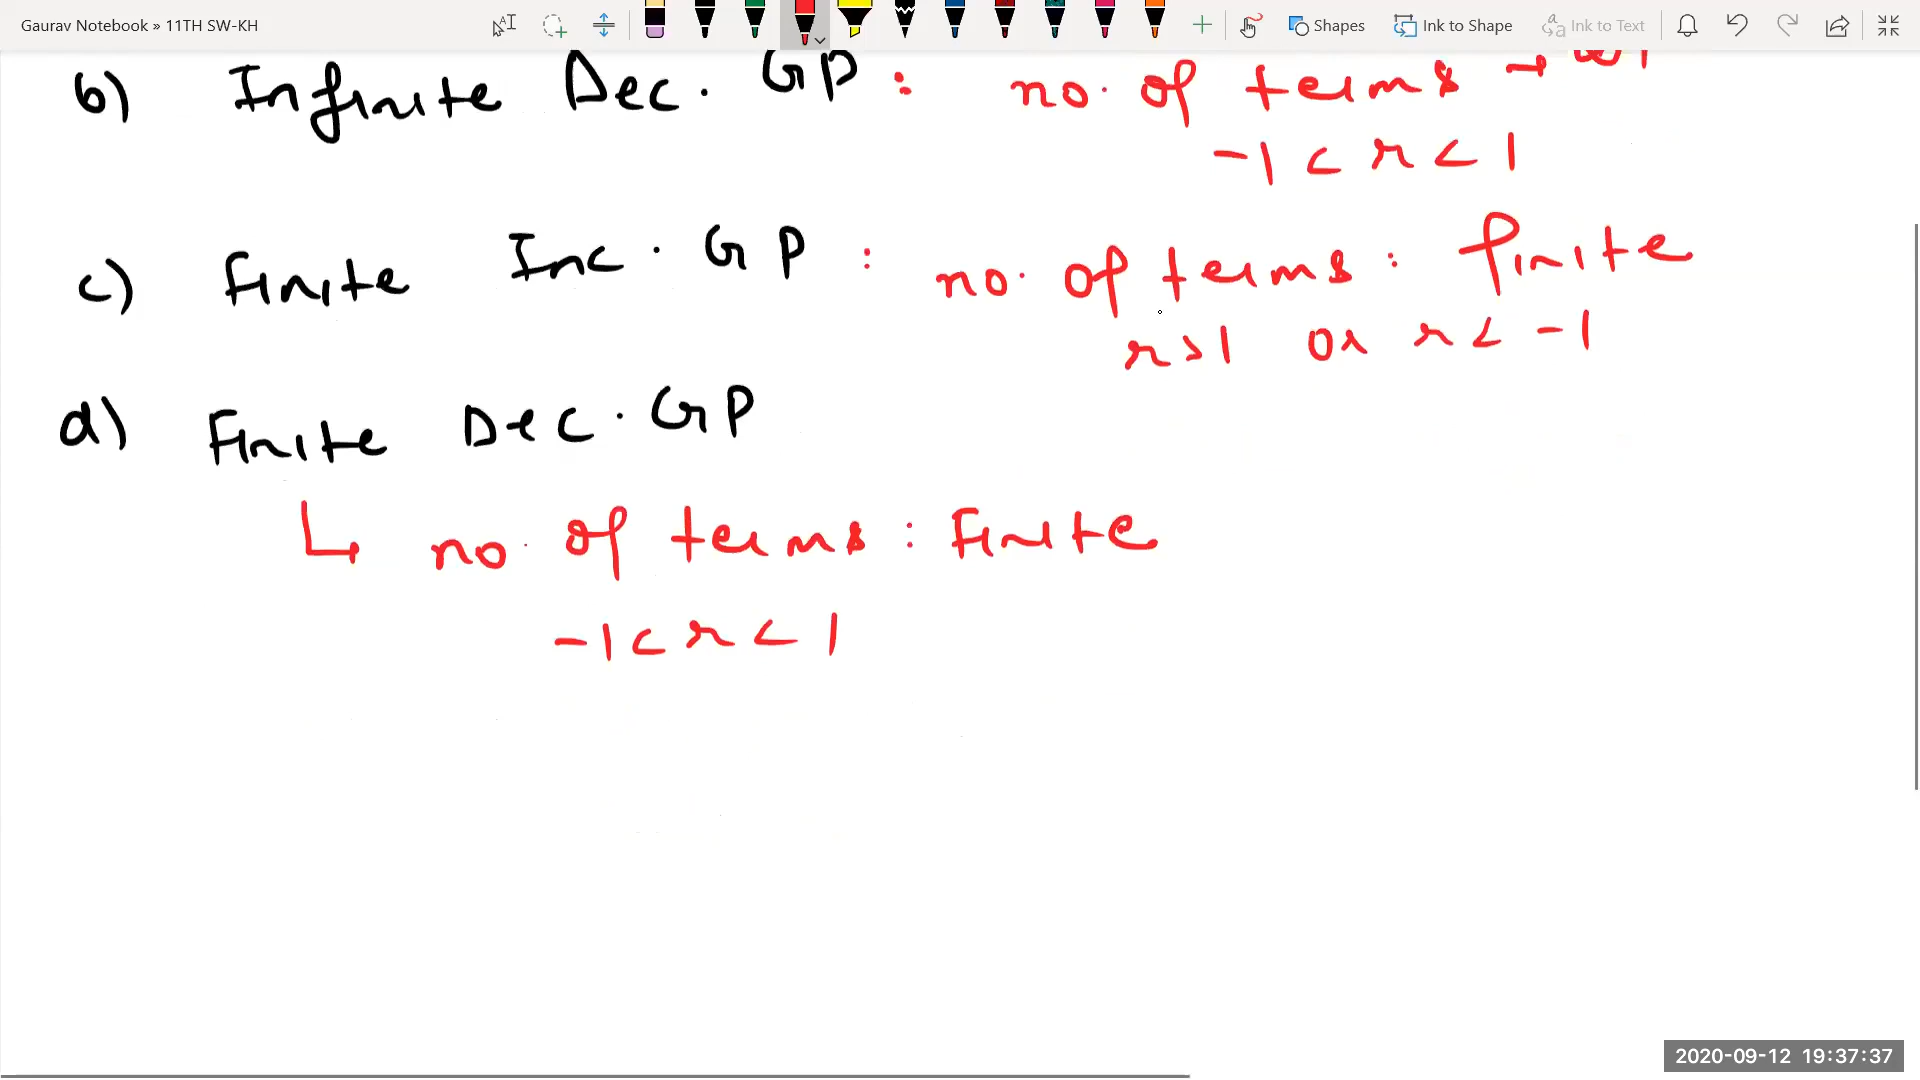 Gaurav Notebook » 11TH SW-KH
Shapes
Ink to Shape
Ink to Text
b) Infinite Dec. GP : no. of terms →
-1 < r < 1
c) Finite Inc. GP : no. of terms : finite
r>1 or r < -1
d) Finite Dec. GP
↳ no. of terms : Finite
-1 < r < 1
2020-09-12 19:37:37